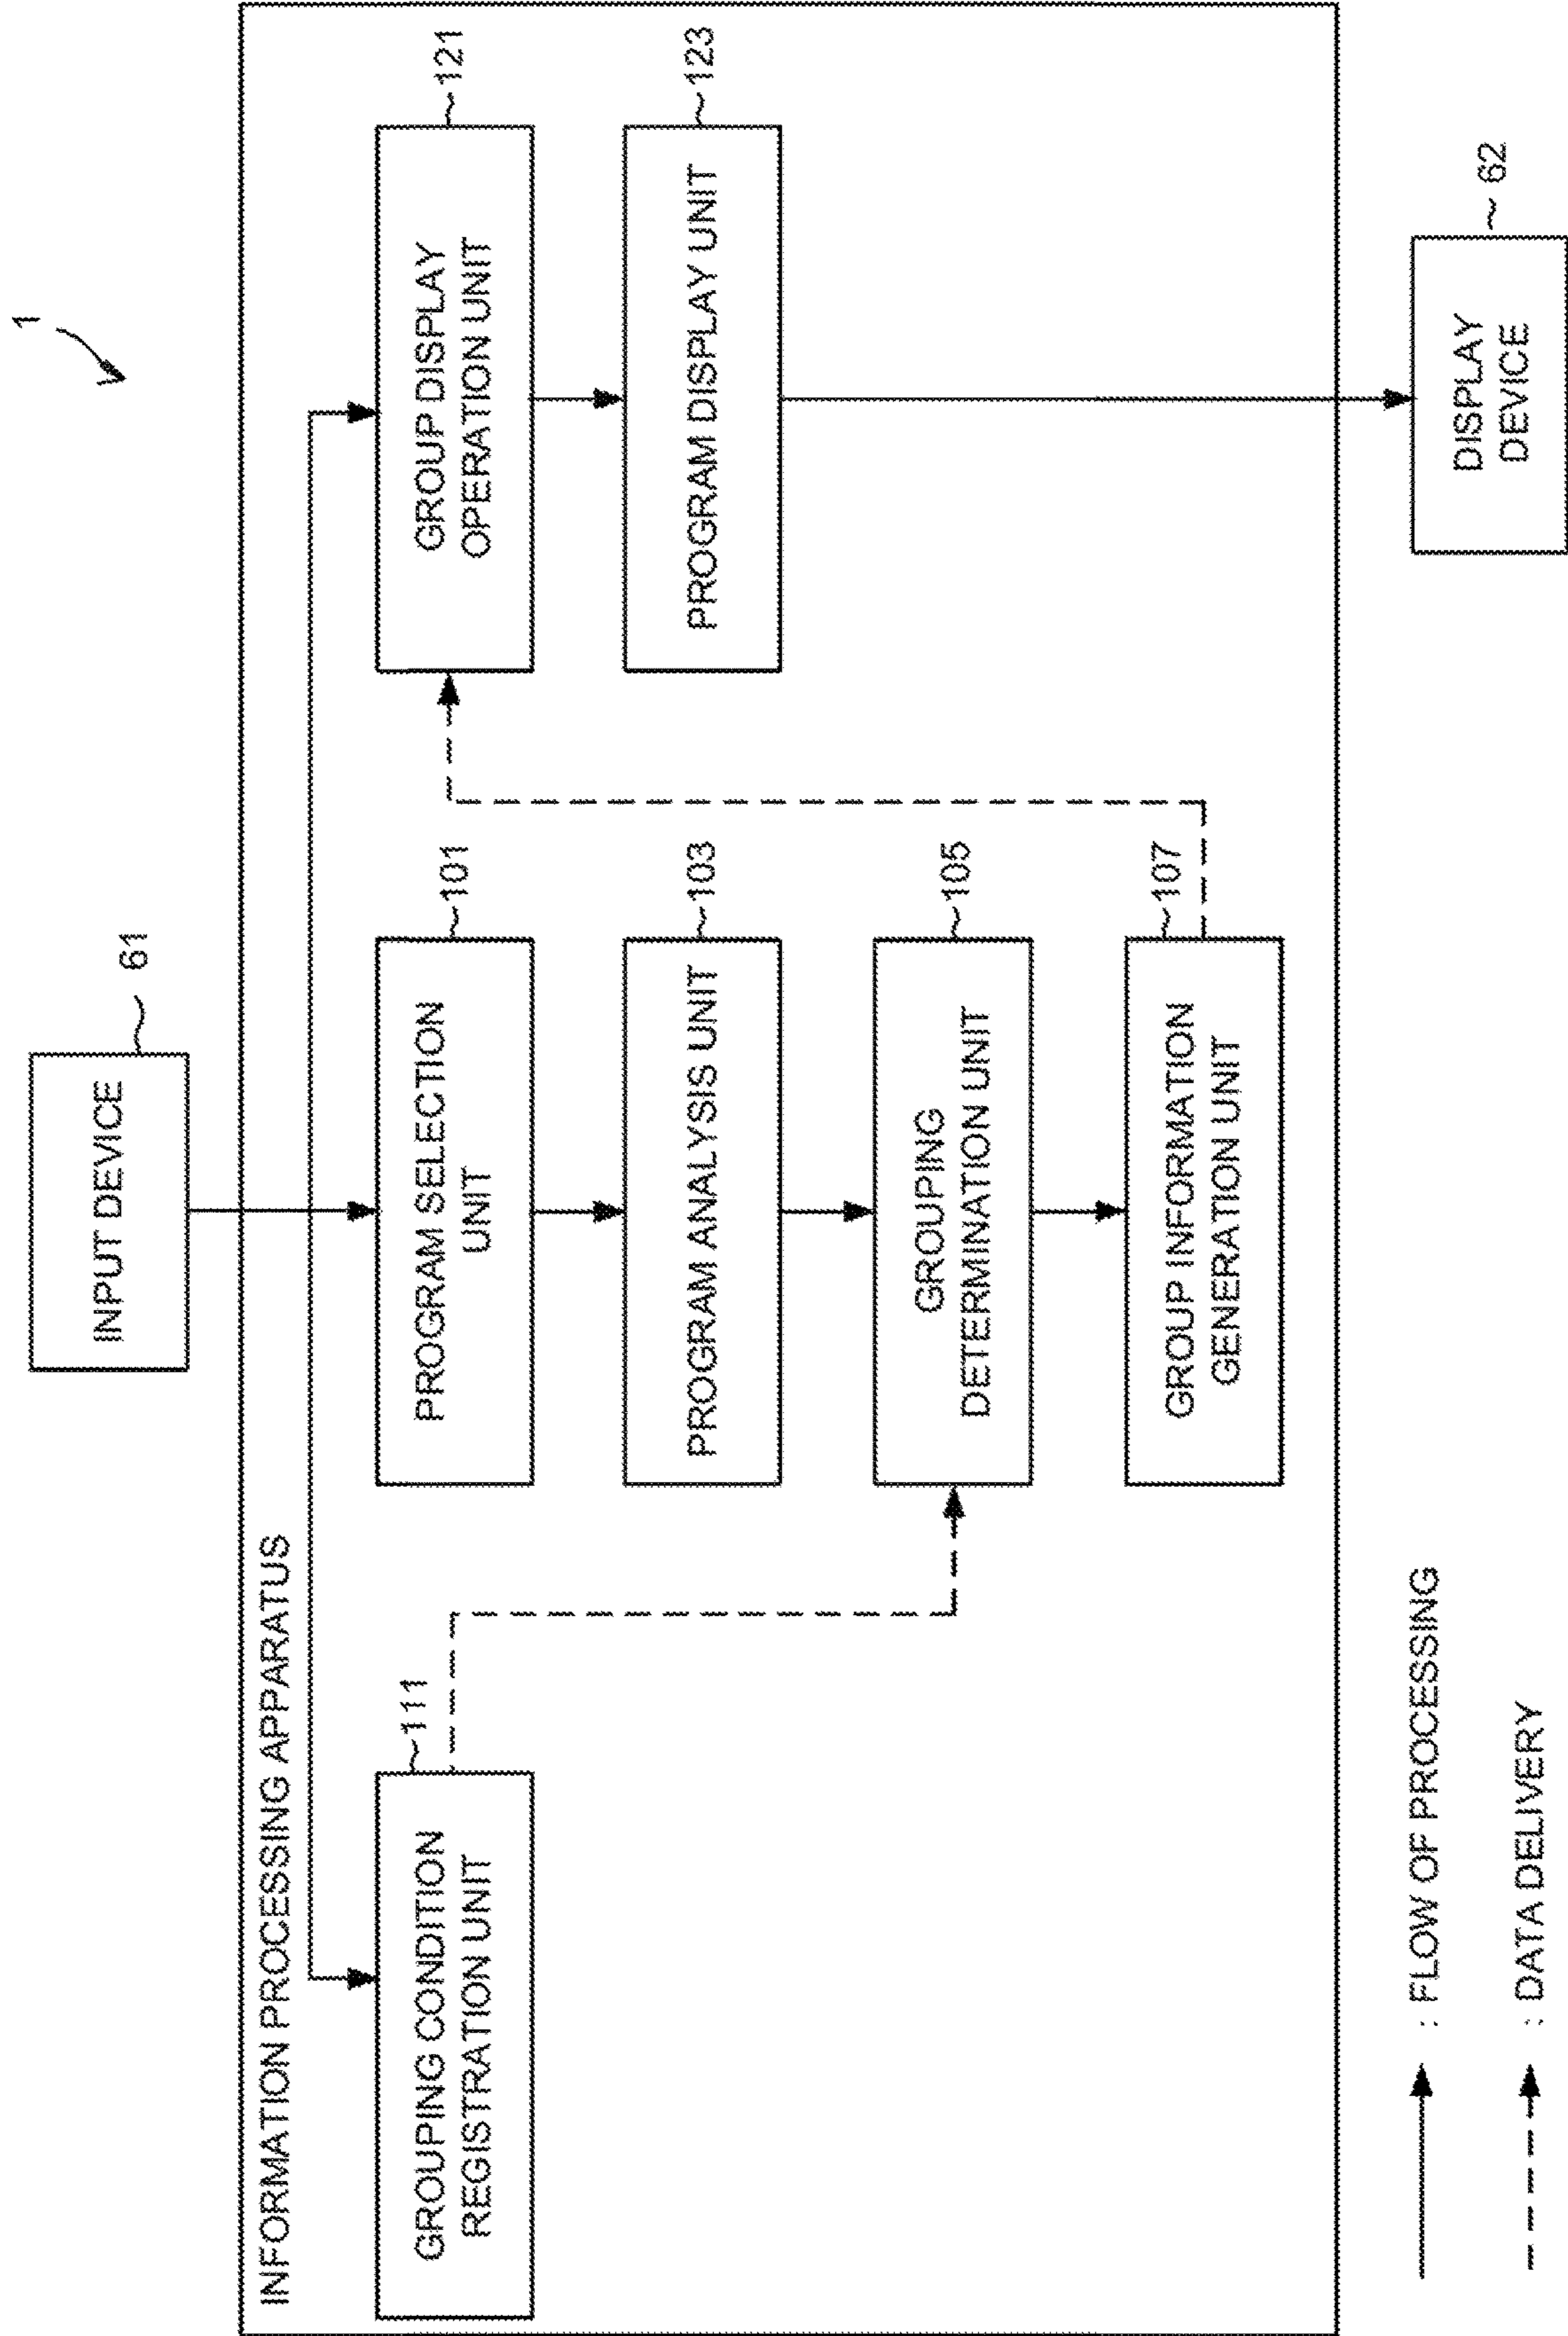 1
INPUT DEVICE
61
INFORMATION PROCESSING APPARATUS
GROUPING CONDITION
REGISTRATION UNIT
111
PROGRAM SELECTION
UNIT
101
GROUP DISPLAY
OPERATION UNIT
121
PROGRAM ANALYSIS UNIT
103
PROGRAM DISPLAY UNIT
123
GROUPING
DETERMINATION UNIT
105
GROUP INFORMATION
GENERATION UNIT
107
DISPLAY
DEVICE
62
: FLOW OF PROCESSING
: DATA DELIVERY